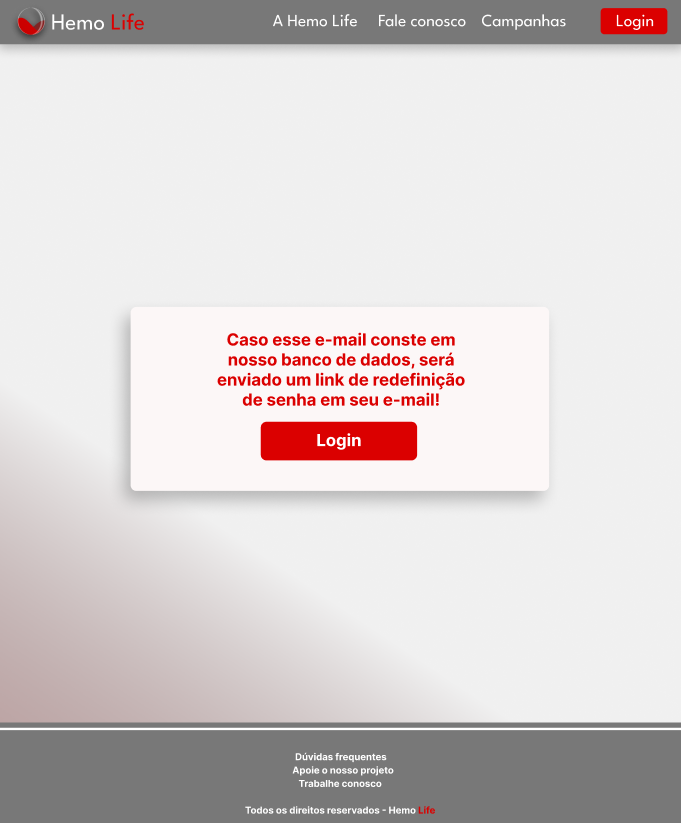 Hemo Life
A Hemo Life
Fale conosco
Campanhas
Login
Caso esse e-mail conste em
nosso banco de dados, será
enviado um link de redefinição
de senha em seu e-mail!
Login
Dúvidas frequentes
Apoie o nosso projeto
Trabalhe conosco
Todos os direitos reservados - Hemo Life